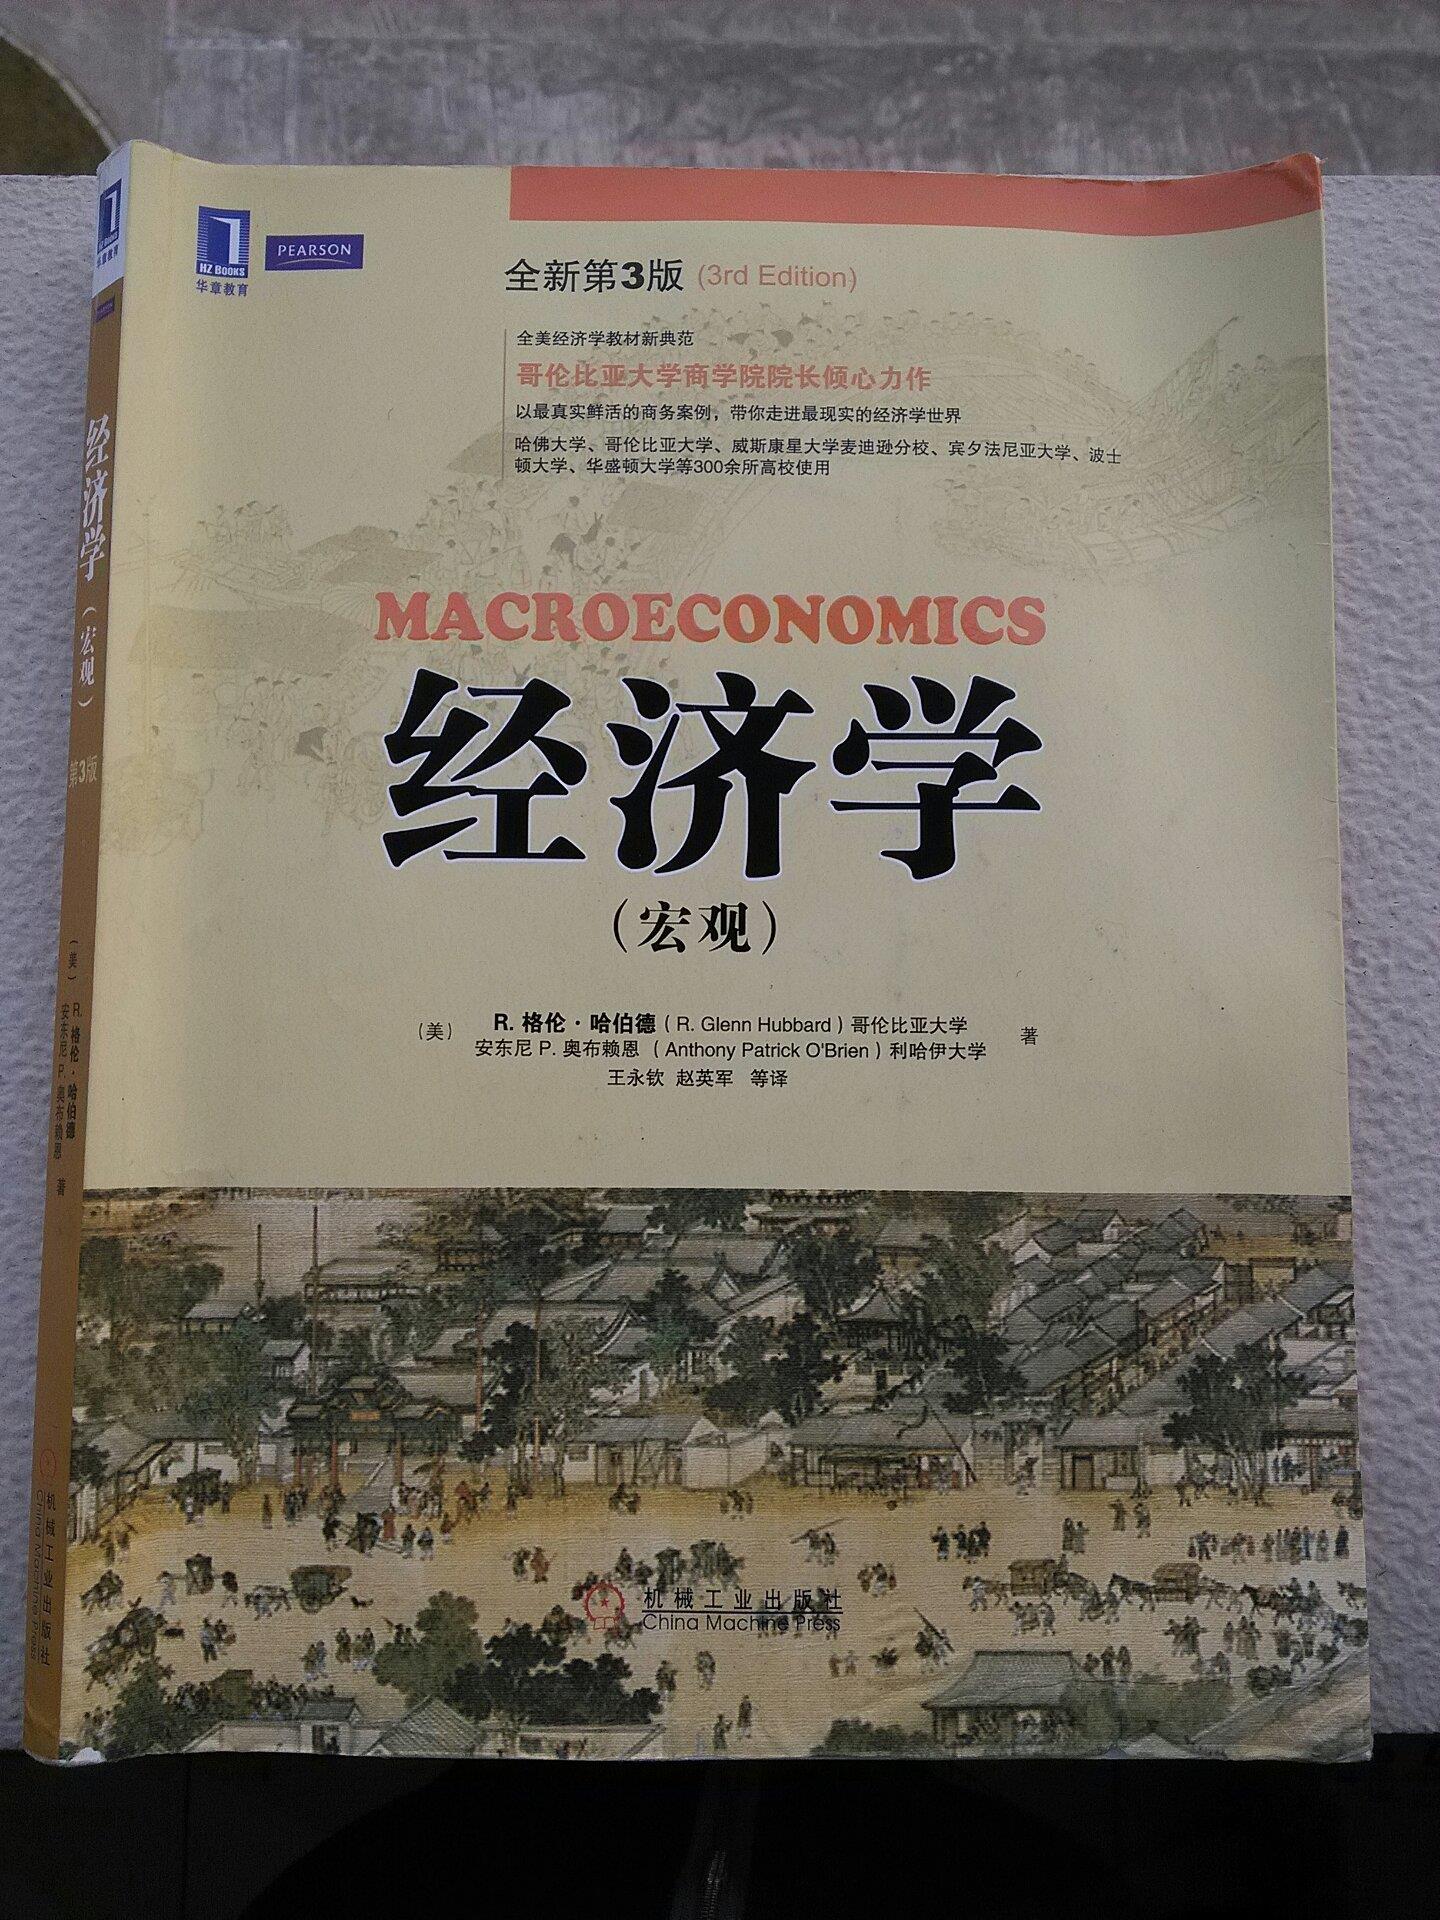 HZ BOOKS
华章教育
PEARSON
全新第3版 (3rd Edition)
全美经济学教材新典范
哥伦比亚大学商学院院长倾心力作
以最真实鲜活的商务案例，带你走进最现实的经济学世界
哈佛大学、哥伦比亚大学、威斯康星大学麦迪逊分校、宾夕法尼亚大学、波士
顿大学、华盛顿大学等300余所高校使用
MACROECONOMICS
经济学
（宏观）
（美） R. 格伦·哈伯德（R. Glenn Hubbard）哥伦比亚大学
安东尼 P. 奥布赖恩 （Anthony Patrick O'Brien）利哈伊大学 著
王永钦 赵英军 等译
机械工业出版社
China Machine Press
HZ Books
华章教育
PEARSON
经济学（宏观） 第3版
（美） R. 格伦·哈伯德
安东尼 P. 奥布赖恩 著
机械工业出版社
China Machine Press